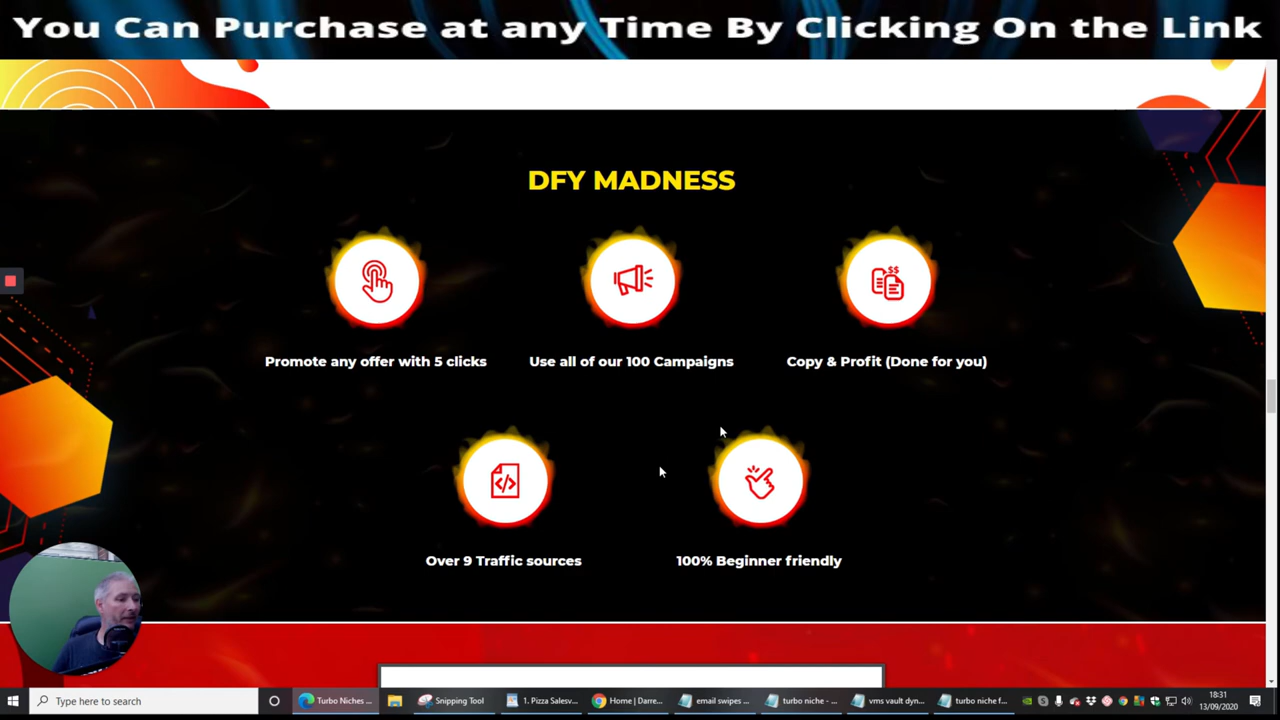 You Can Purchase at any Time By Clicking On the Link
DFY MADNESS
Promote any offer with 5 clicks
Use all of our 100 Campaigns
$$
Copy & Profit (Done for you)
</>
Over 9 Traffic sources
100% Beginner friendly
Type here to search
Turbo Niches ...
Snipping Tool
1. Pizza Salesv...
Home | Darre...
email swipes ...
turbo niche - ...
vms vault dyn...
turbo niche f...
18:31
13/09/2020